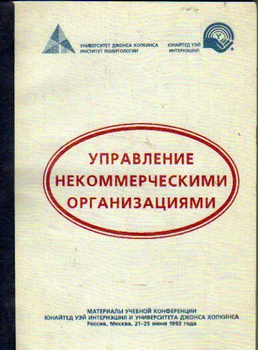 УНИВЕРСИТЕТ ДЖОНСА ХОПКИНСА
ИНСТИТУТ ПОЛИТОЛОГИИ
ЮНАЙТЕД УЭЙ
ИНТЕРНЭШНЛ
УПРАВЛЕНИЕ
НЕКОММЕРЧЕСКИМИ
ОРГАНИЗАЦИЯМИ
МАТЕРИАЛЫ УЧЕБНОЙ КОНФЕРЕНЦИИ
ЮНАЙТЕД УЭЙ ИНТЕРНЭШНЛ И УНИВЕРСИТЕТА ДЖОНСА ХОПКИНСА
Россия, Москва, 21-25 июня 1992 года